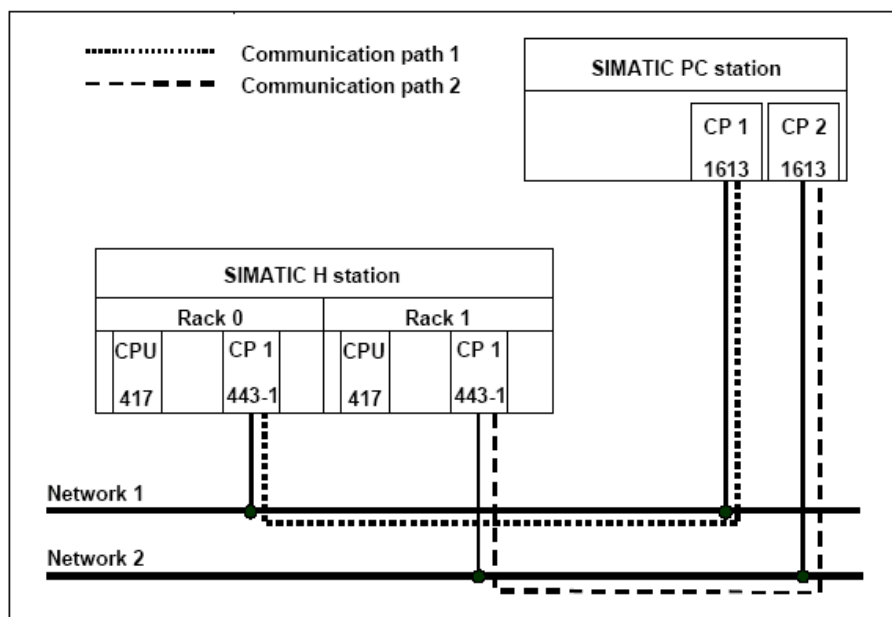 Communication path 1
Communication path 2
SIMATIC PC station
CP 1 CP 2
1613 1613
SIMATIC H station
Rack 0 Rack 1
CPU CP 1 CPU CP 1
417 443-1 417 443-1
Network 1
Network 2